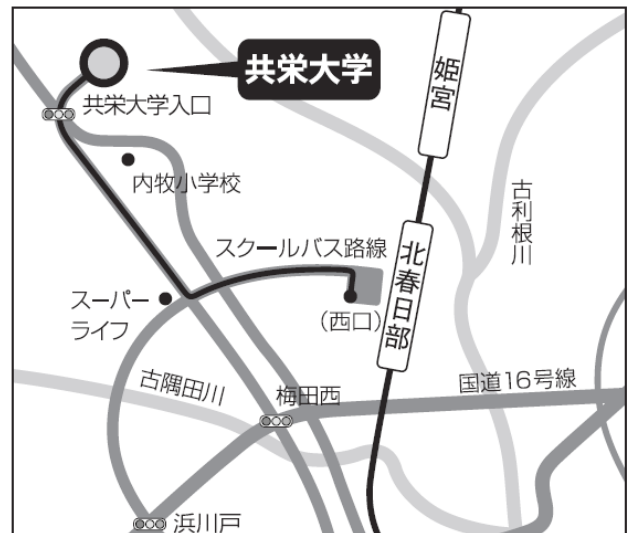 共栄大学
姫宮
共栄大学入口
内牧小学校
古利根川
スクールバス路線
北春日部
スーパー
ライフ
(西口)
古隅田川
梅田西
国道16号線
浜川戸